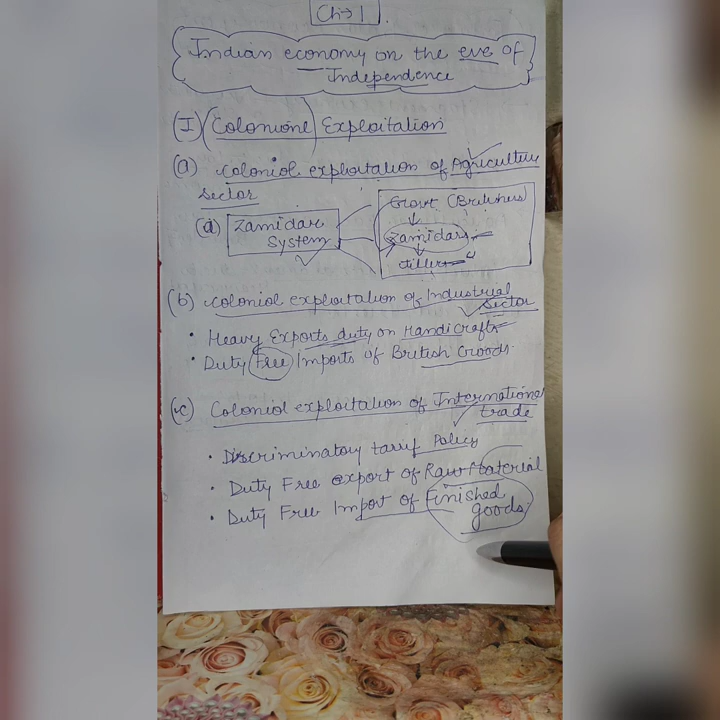 Ch→1
Indian economy on the eve of
Independence
(I) (Colonione) Exploitation
(a) Colonial exploitation of Agriculture
Sector
(d) Zamidar
System
Govt (Britishers)
↓
Zamidars
↓
tillers
(b) Colonial exploitation of Industrial
Sector
• Heavy Exports duty on Handicrafts
• Duty Free Imports of British Goods.
(c) Colonial exploitation of International
trade
• Discriminatory tarrif Policy
• Duty Free export of Raw Material
• Duty Free Import of Finished
goods.